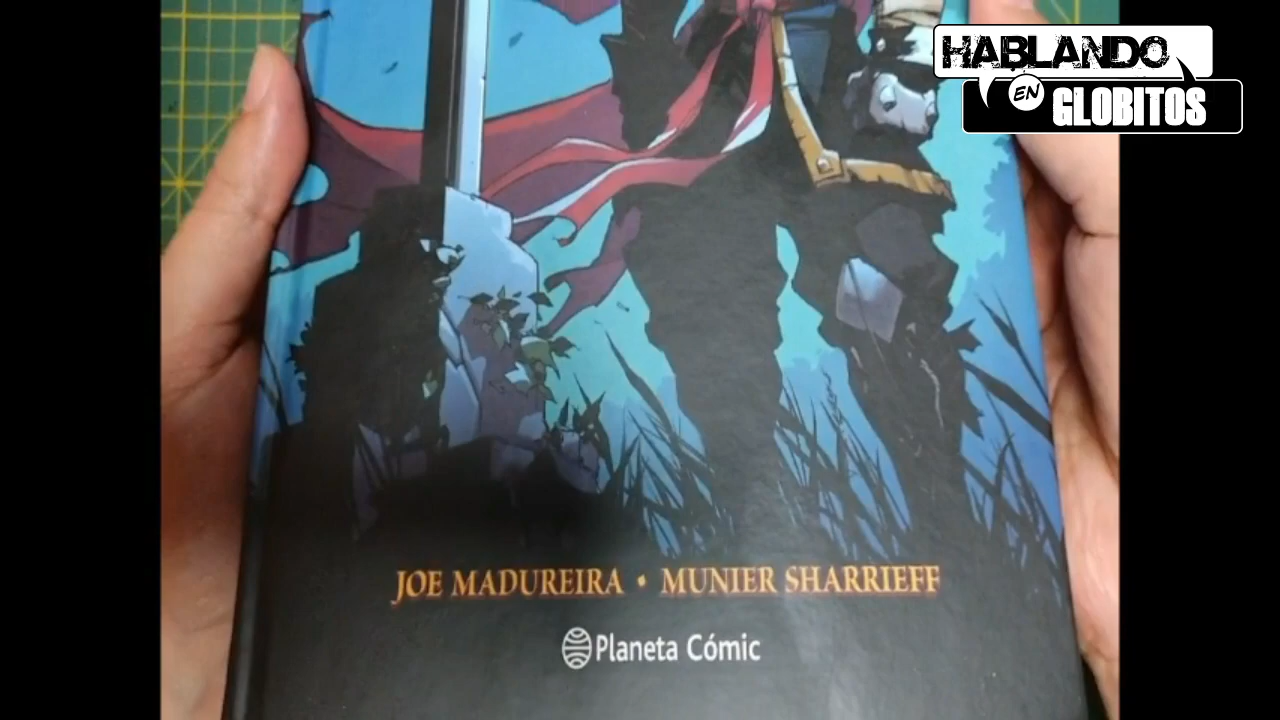 HABLANDO
EN
GLOBITOS
JOE MADUREIRA • MUNIER SHARRIEFF
Planeta Cómic